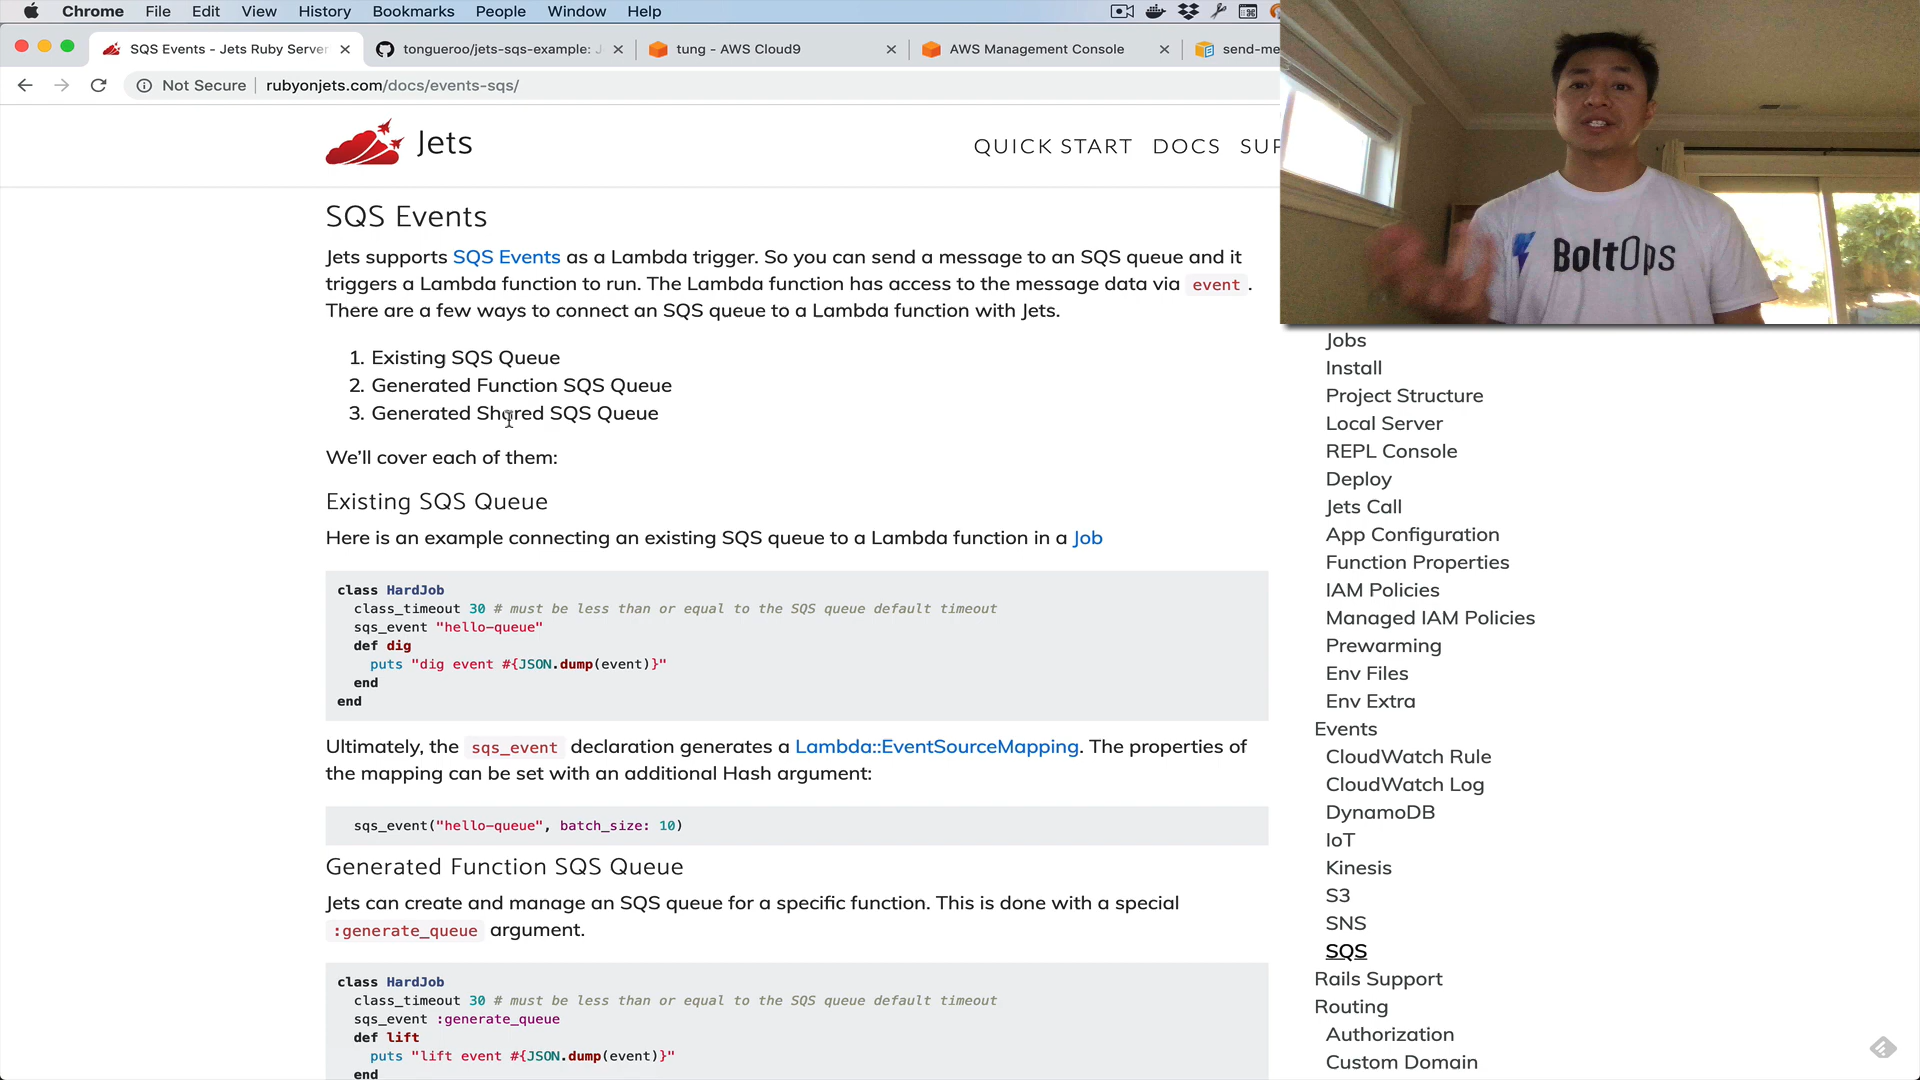 Chrome File Edit View History Bookmarks People Window Help
SQS Events - Jets Ruby Server
tongueroo/jets-sqs-example: J
tung - AWS Cloud9
AWS Management Console
send-me
Not Secure rubyonjets.com/docs/events-sqs/
Jets
QUICK START DOCS SUP
BoltOps
SQS Events
Jets supports SQS Events as a Lambda trigger. So you can send a message to an SQS queue and it
triggers a Lambda function to run. The Lambda function has access to the message data via event .
There are a few ways to connect an SQS queue to a Lambda function with Jets.
1. Existing SQS Queue
2. Generated Function SQS Queue
3. Generated Shared SQS Queue
We'll cover each of them:
Existing SQS Queue
Here is an example connecting an existing SQS queue to a Lambda function in a Job
class HardJob
class_timeout 30 # must be less than or equal to the SQS queue default timeout
sqs_event "hello-queue"
def dig
puts "dig event #{JSON.dump(event)}"
end
end
Ultimately, the sqs_event declaration generates a Lambda::EventSourceMapping. The properties of
the mapping can be set with an additional Hash argument:
sqs_event("hello-queue", batch_size: 10)
Generated Function SQS Queue
Jets can create and manage an SQS queue for a specific function. This is done with a special
:generate_queue argument.
class HardJob
class_timeout 30 # must be less than or equal to the SQS queue default timeout
sqs_event :generate_queue
def lift
puts "lift event #{JSON.dump(event)}"
end
Jobs
Install
Project Structure
Local Server
REPL Console
Deploy
Jets Call
App Configuration
Function Properties
IAM Policies
Managed IAM Policies
Prewarming
Env Files
Env Extra
Events
CloudWatch Rule
CloudWatch Log
DynamoDB
IoT
Kinesis
S3
SNS
SQS
Rails Support
Routing
Authorization
Custom Domain